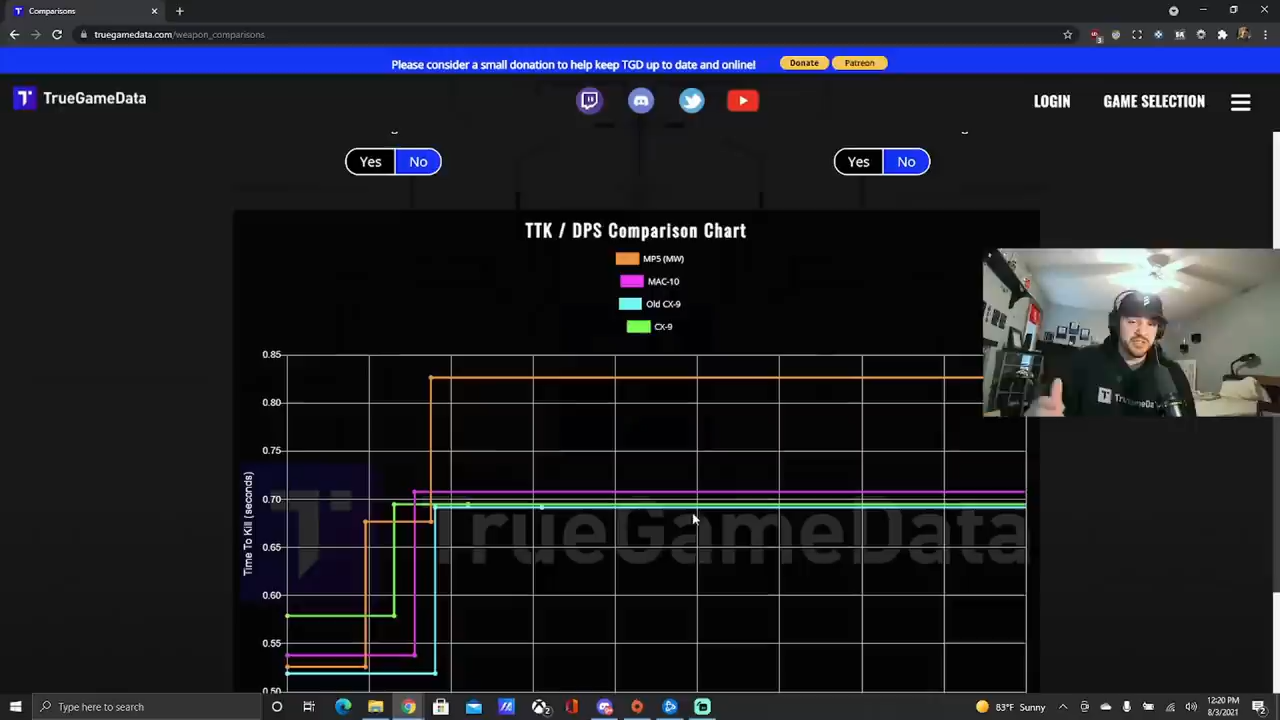 Comparisons
truegamedata.com/weapon_comparisons
Please consider a small donation to help keep TGD up to date and online!
Donate
Patreon
TrueGameData
LOGIN
GAME SELECTION
Yes
No
Yes
No
TTK / DPS Comparison Chart
MP5 (MW)
MAC-10
Old CX-9
CX-9
0.85
0.80
0.75
0.70
0.65
0.60
0.55
0.50
Time To Kill (seconds)
TrueGameData
TrueGameData
Type here to search
83°F Sunny
12:20 PM
8/3/2021